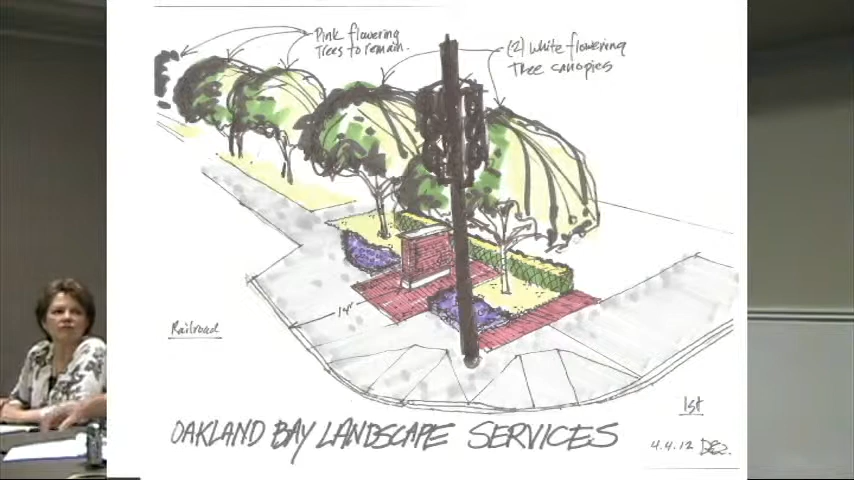 Pink flowering
Trees to remain.
(2) White flowering
Tree canopies
14'
Railroad
1st
OAKLAND BAY LANDSCAPE SERVICES
4.4.12